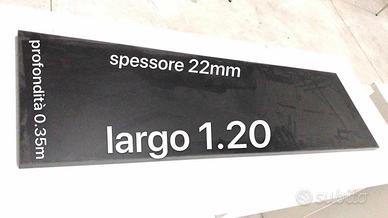 spessore 22mm
profondità 0.35m
largo 1.20
subito